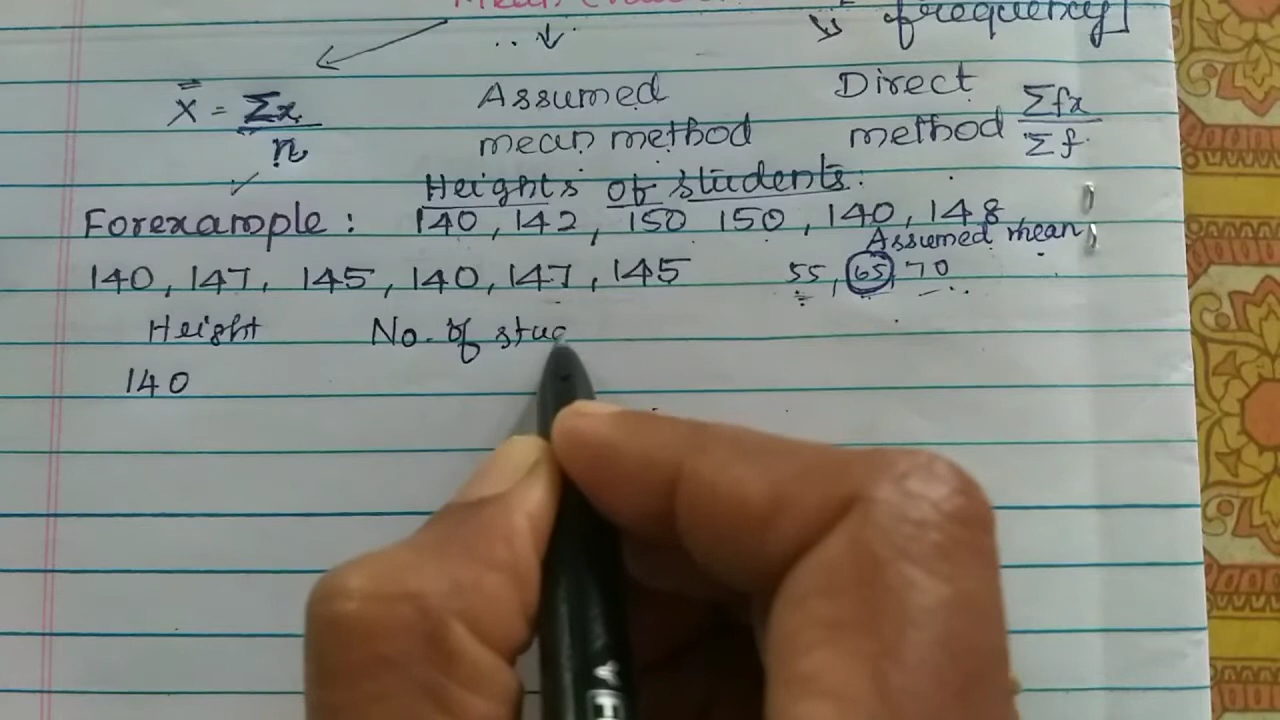 frequency]
x̄ = Σx / n
Assumed mean method
Direct method Σfx / Σf
Heights of students:
For example : 140, 142, 150 150, 140, 148,
Assumed mean
140, 147, 145, 140, 147, 145
55, 65, 70
Height No. of stud
140